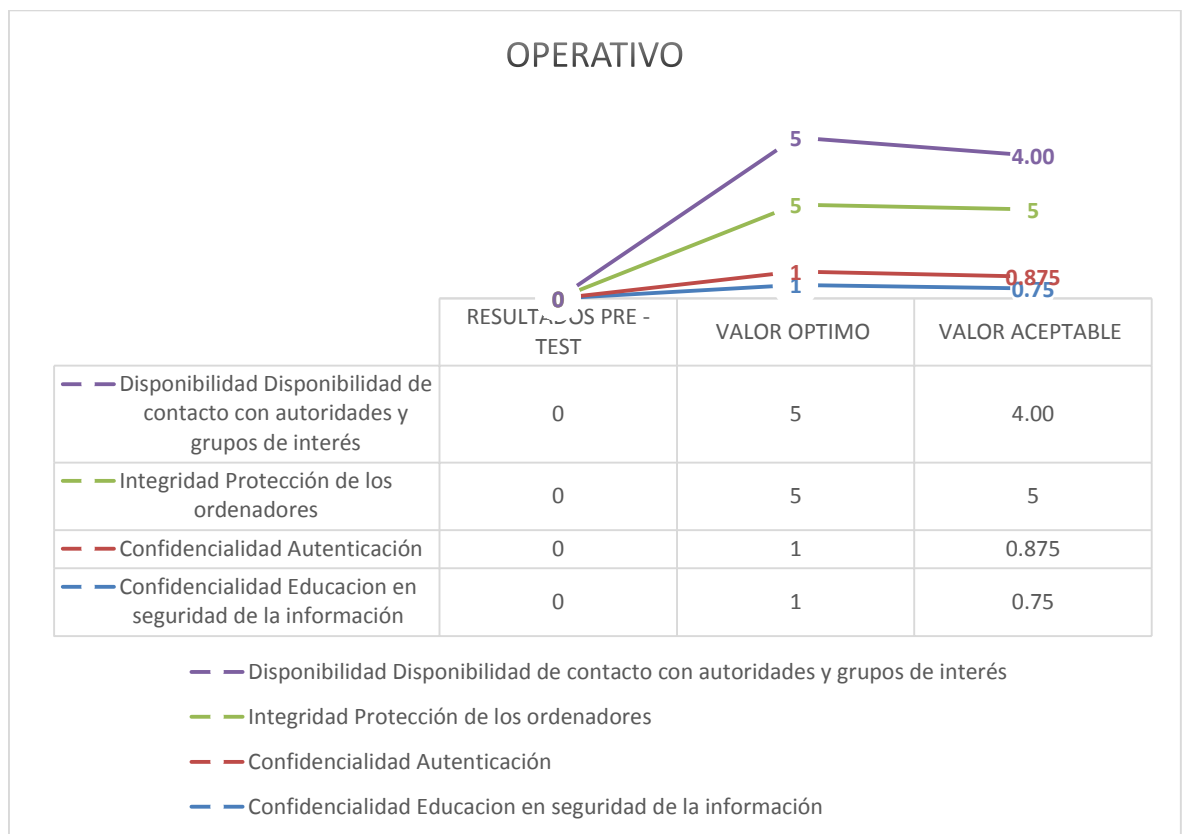 OPERATIVO
5
4.00
5
5
1
0.875
1
0.75
0
RESULTADOS PRE -
TEST
VALOR OPTIMO
VALOR ACEPTABLE
Disponibilidad Disponibilidad de
contacto con autoridades y
grupos de interés
0
5
4.00
Integridad Protección de los
ordenadores
0
5
5
Confidencialidad Autenticación
0
1
0.875
Confidencialidad Educacion en
seguridad de la información
0
1
0.75
Disponibilidad Disponibilidad de contacto con autoridades y grupos de interés
Integridad Protección de los ordenadores
Confidencialidad Autenticación
Confidencialidad Educacion en seguridad de la información